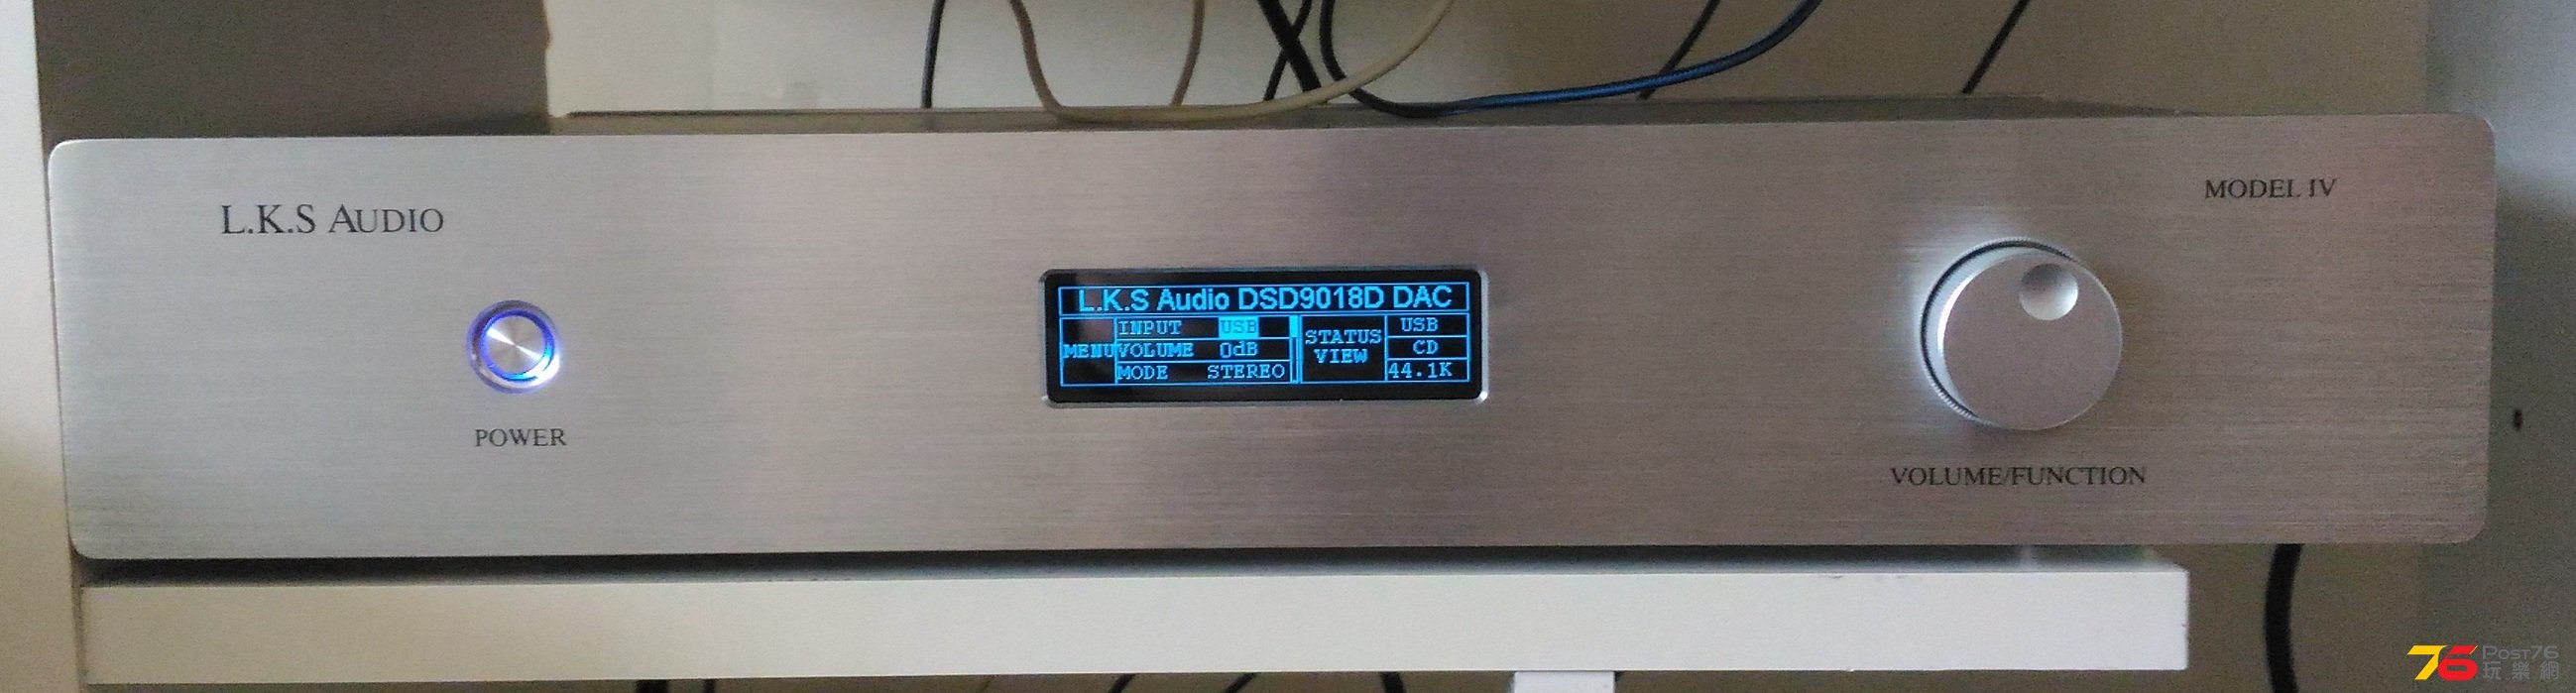 L.K.S AUDIO
MODEL IV
POWER
L.K.S Audio DSD9018D DAC
MENU
INPUT USB
VOLUME 0dB
MODE STEREO
STATUS
VIEW
USB
CD
44.1K
VOLUME/FUNCTION
76 POST76
玩樂網